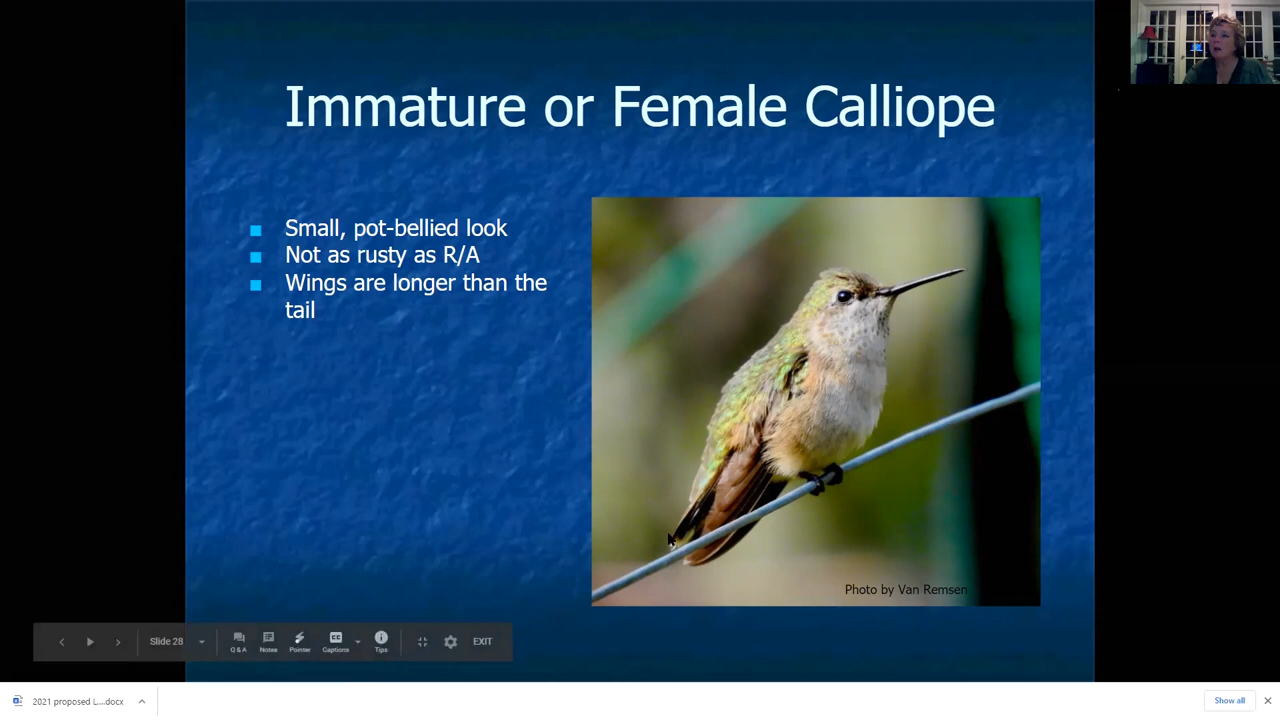 Immature or Female Calliope
Small, pot-bellied look
Not as rusty as R/A
Wings are longer than the
tail
Photo by Van Remsen
Slide 28
Q & A
Notes
Pointer
Captions
Tips
EXIT
2021 proposed L....docx
Show all